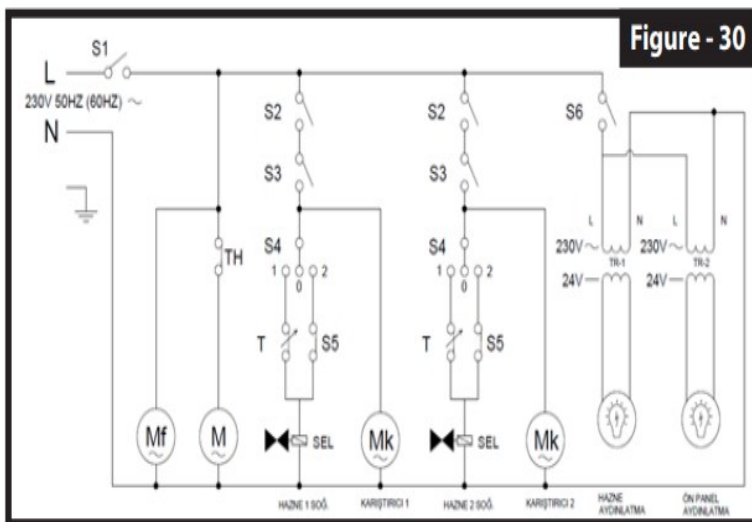 Figure - 30
S1
L
230V 50HZ (60HZ) ~
N
S2
S2
S6
S3
S3
L
N
L
N
S4
S4
TH
1
0
2
1
0
2
230V ~
TR-1
230V ~
TR-2
24V
24V
T
S5
T
S5
Mf
M
SEL
Mk
SEL
Mk
HAZNE 1 SOĞ.
KARIŞTIRICI 1
HAZNE 2 SOĞ.
KARIŞTIRICI 2
HAZNE
AYDINLATMA
ÖN PANEL
AYDINLATMA